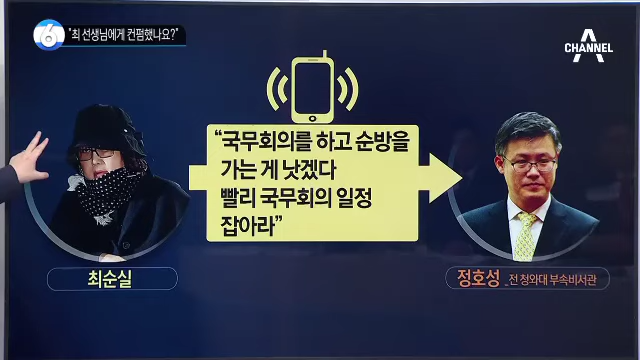 6
"최 선생님에게 컨펌했나요?"
CHANNEL A
"국무회의를 하고 순방을
가는 게 낫겠다
빨리 국무회의 일정
잡아라"
최순실
정호성 _전 청와대 부속비서관